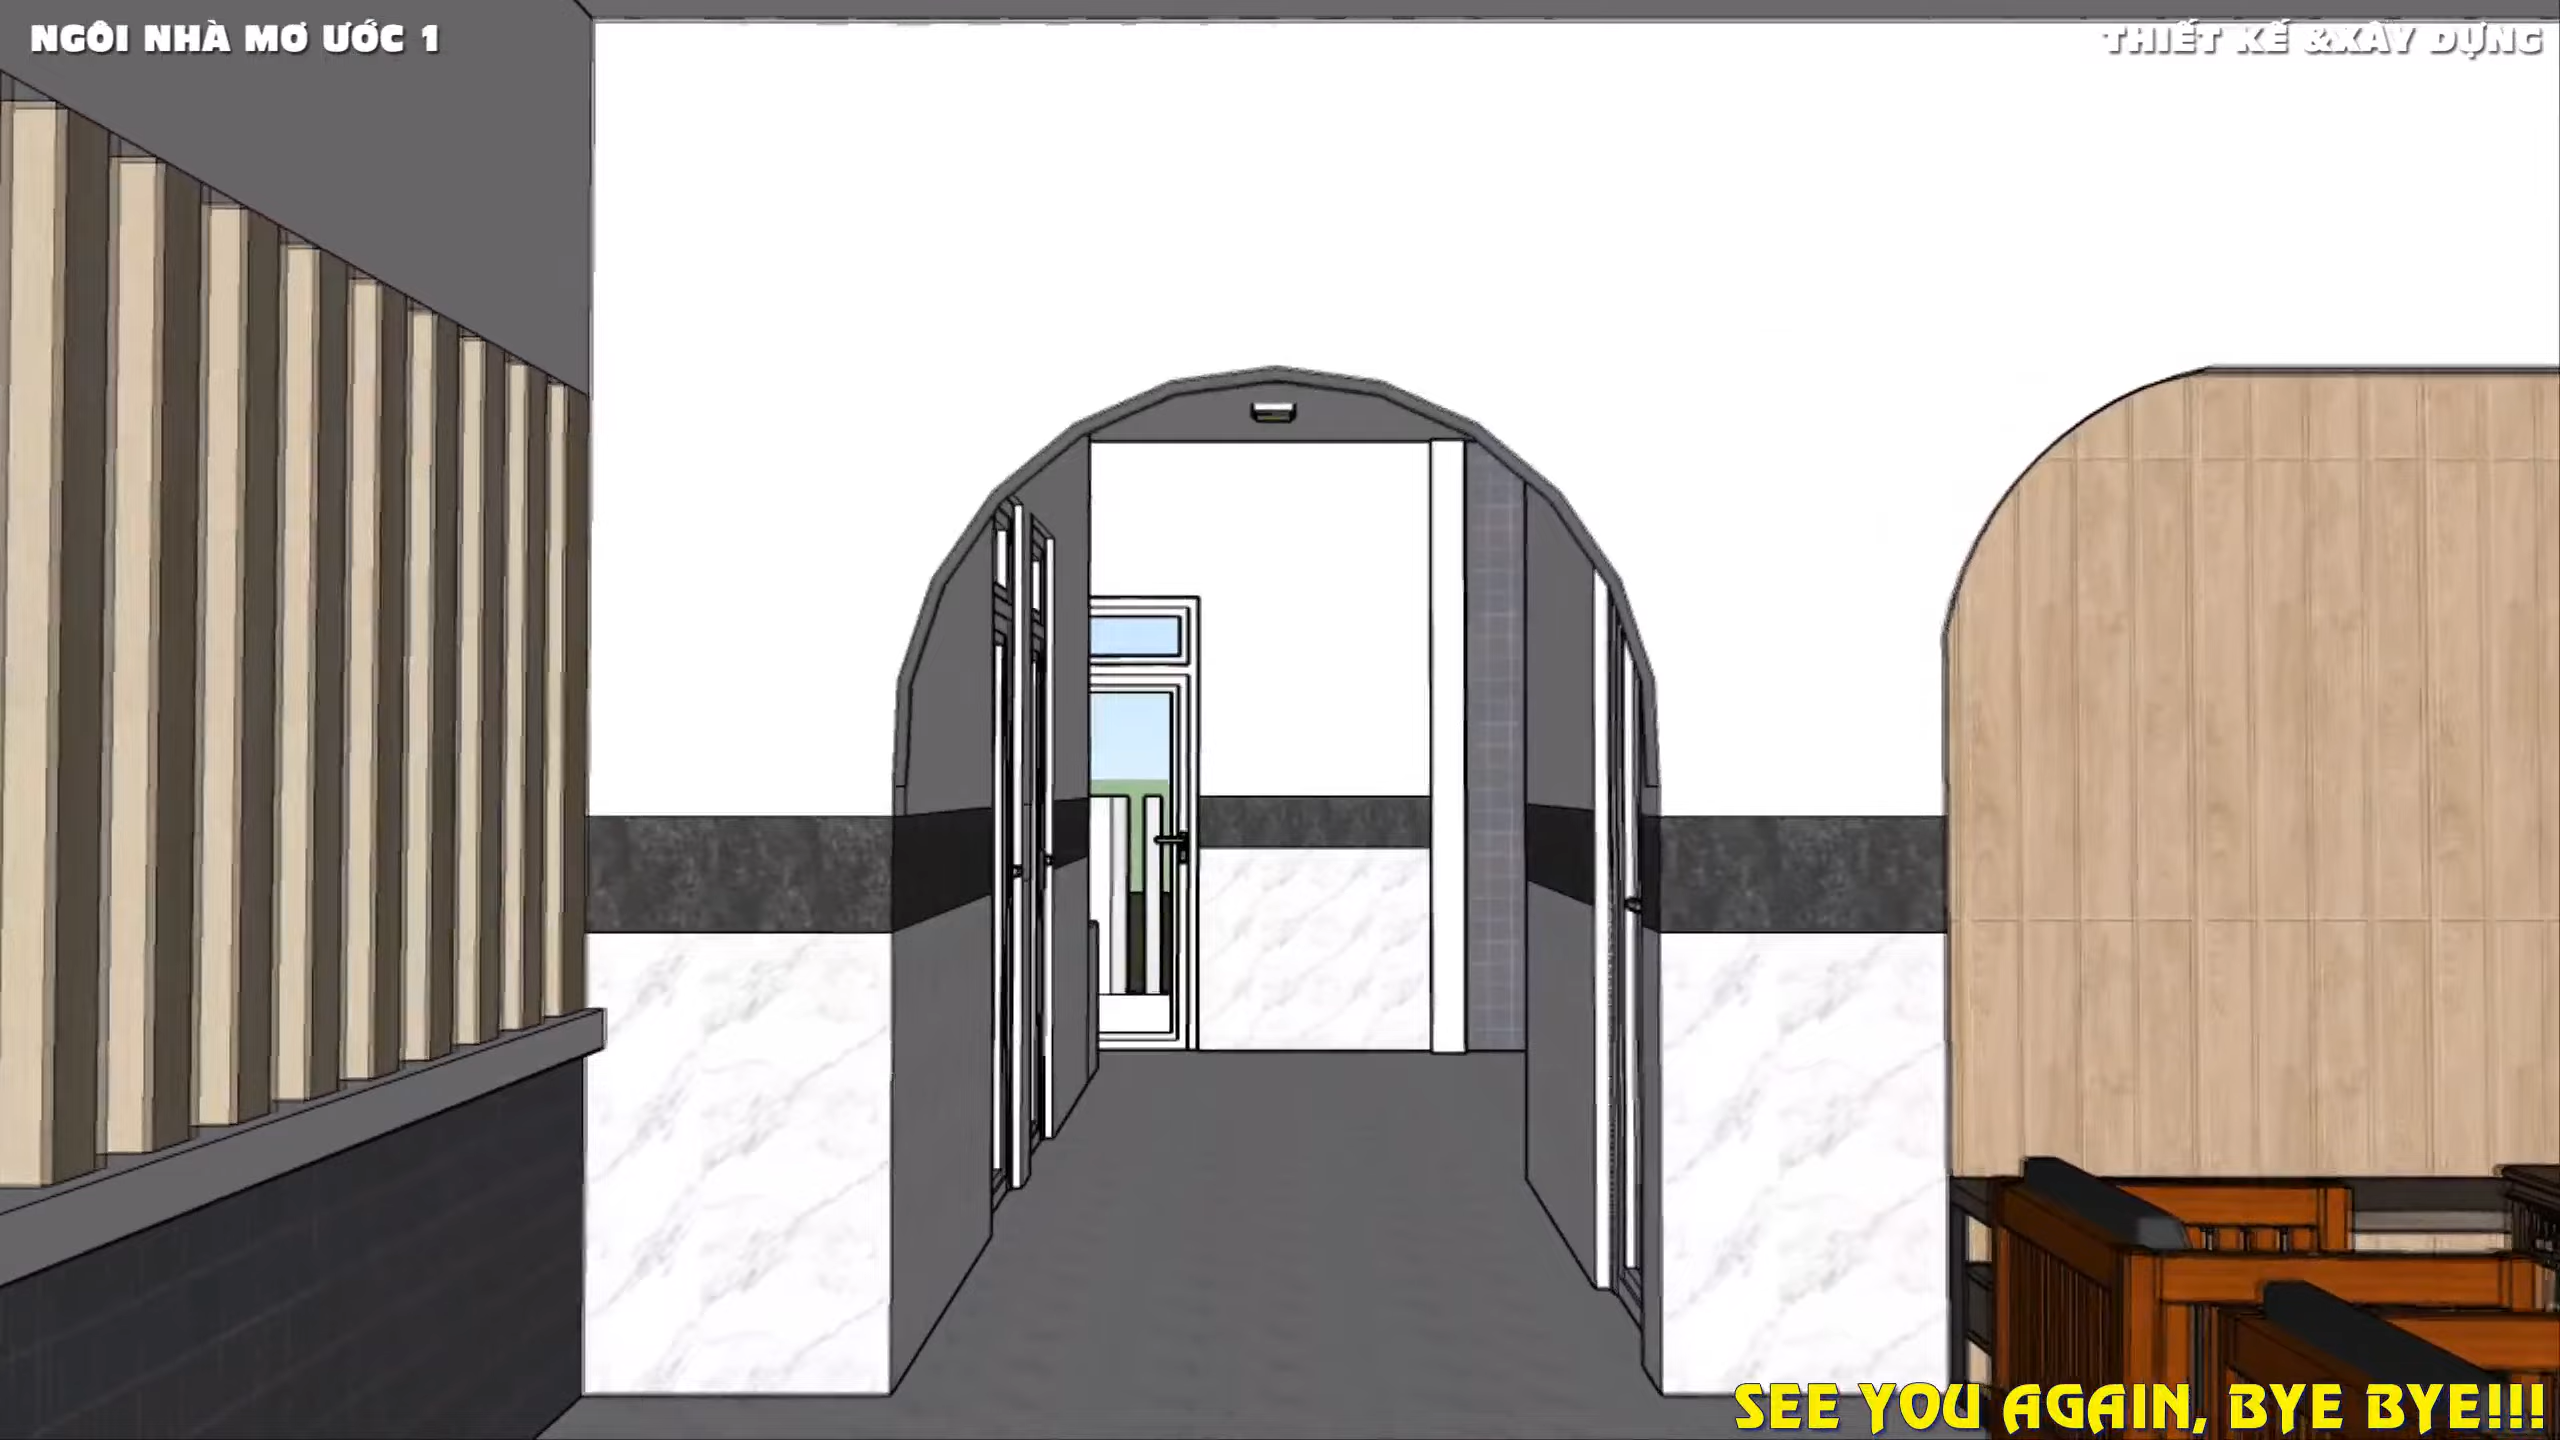 NGÔI NHÀ MƠ ƯỚC 1
THIẾT KẾ &XÂY DỰNG
SEE YOU AGAIN, BYE BYE!!!